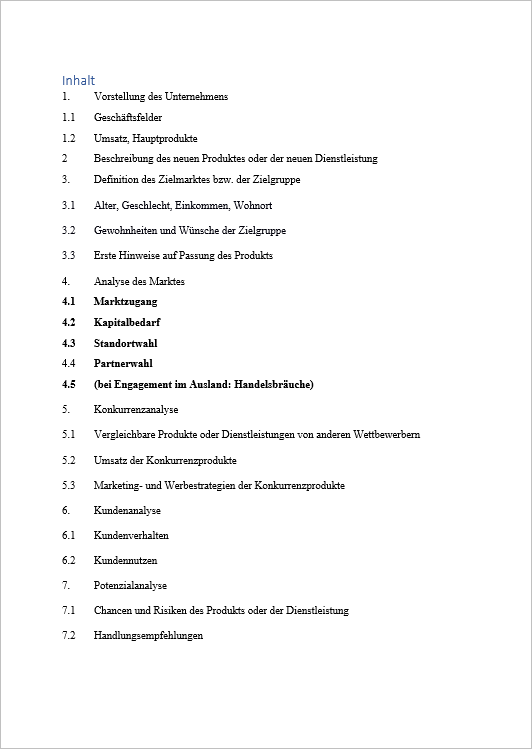 Inhalt
1. Vorstellung des Unternehmens
1.1 Geschäftsfelder
1.2 Umsatz, Hauptprodukte
2 Beschreibung des neuen Produktes oder der neuen Dienstleistung
3. Definition des Zielmarktes bzw. der Zielgruppe
3.1 Alter, Geschlecht, Einkommen, Wohnort
3.2 Gewohnheiten und Wünsche der Zielgruppe
3.3 Erste Hinweise auf Passung des Produkts
4. Analyse des Marktes
4.1 Marktzugang
4.2 Kapitalbedarf
4.3 Standortwahl
4.4 Partnerwahl
4.5 (bei Engagement im Ausland: Handelsbräuche)
5. Konkurrenzanalyse
5.1 Vergleichbare Produkte oder Dienstleistungen von anderen Wettbewerbern
5.2 Umsatz der Konkurrenzprodukte
5.3 Marketing- und Werbestrategien der Konkurrenzprodukte
6. Kundenanalyse
6.1 Kundenverhalten
6.2 Kundennutzen
7. Potenzialanalyse
7.1 Chancen und Risiken des Produkts oder der Dienstleistung
7.2 Handlungsempfehlungen